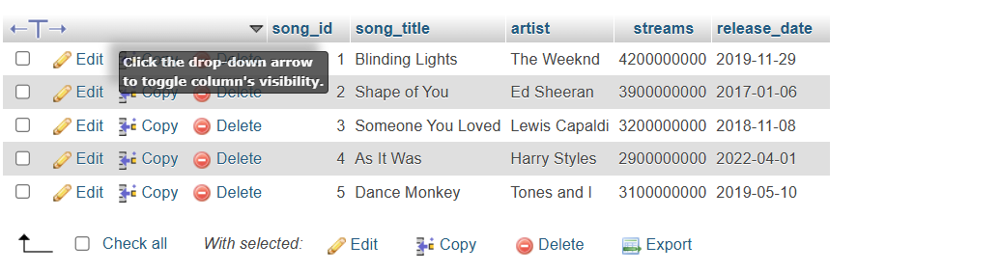 song_id song_title artist streams release_date
Edit Copy Delete 1 Blinding Lights The Weeknd 4200000000 2019-11-29
Click the drop-down arrow
to toggle column's visibility.
Edit Copy Delete 2 Shape of You Ed Sheeran 3900000000 2017-01-06
Edit Copy Delete 3 Someone You Loved Lewis Capaldi 3200000000 2018-11-08
Edit Copy Delete 4 As It Was Harry Styles 2900000000 2022-04-01
Edit Copy Delete 5 Dance Monkey Tones and I 3100000000 2019-05-10
Check all With selected: Edit Copy Delete Export